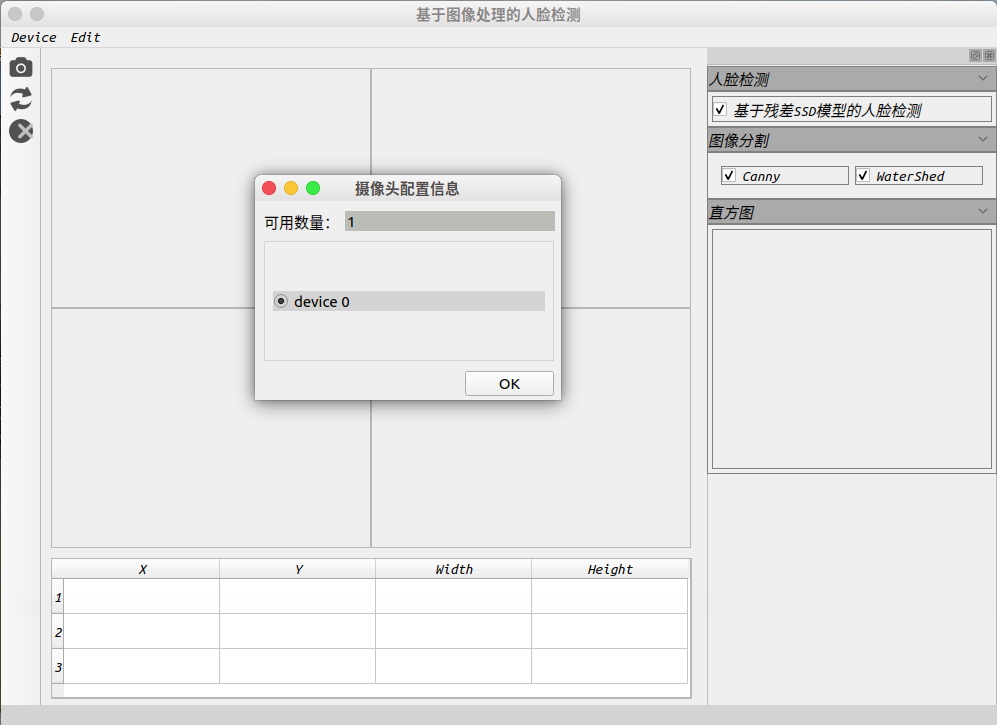 基于图像处理的人脸检测
Device Edit
人脸检测
基于残差SSD模型的人脸检测
图像分割
Canny WaterShed
直方图
摄像头配置信息
可用数量： 1
device 0
OK
X Y Width Height
1
2
3